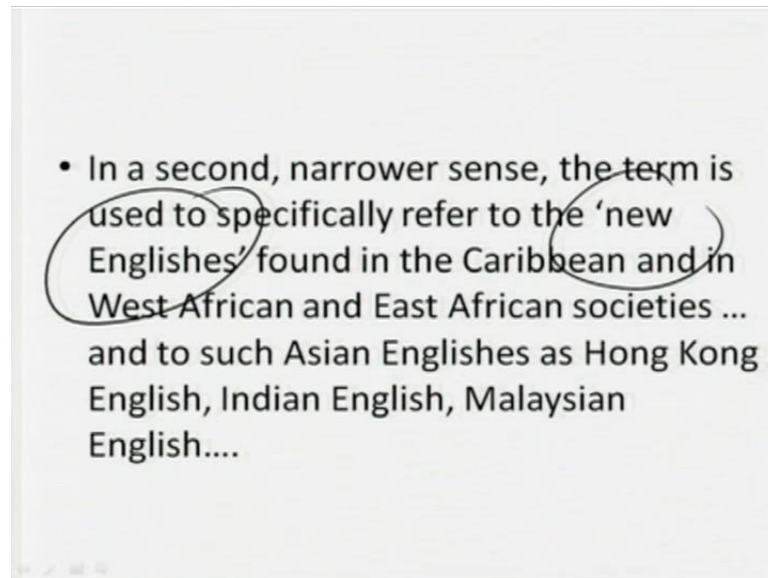 • In a second, narrower sense, the term is
used to specifically refer to the ‘new
Englishes’ found in the Caribbean and in
West African and East African societies ...
and to such Asian Englishes as Hong Kong
English, Indian English, Malaysian
English....